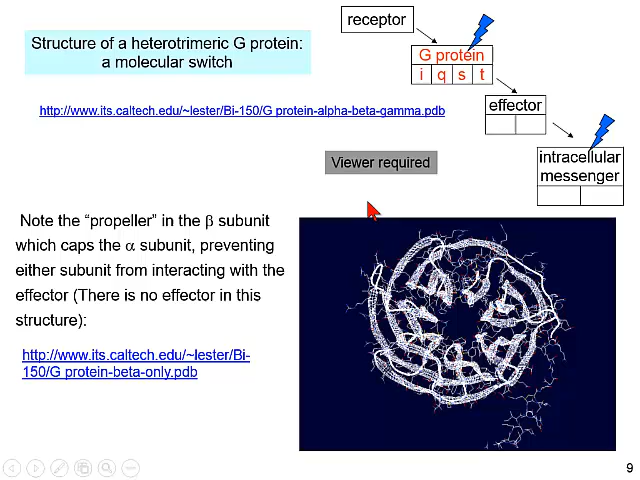 receptor
Structure of a heterotrimeric G protein:
a molecular switch
G protein
i q s t
http://www.its.caltech.edu/~lester/Bi-150/G protein-alpha-beta-gamma.pdb
effector
Viewer required
intracellular
messenger
Note the “propeller” in the β subunit
which caps the α subunit, preventing
either subunit from interacting with the
effector (There is no effector in this
structure):
http://www.its.caltech.edu/~lester/Bi-
150/G protein-beta-only.pdb
9